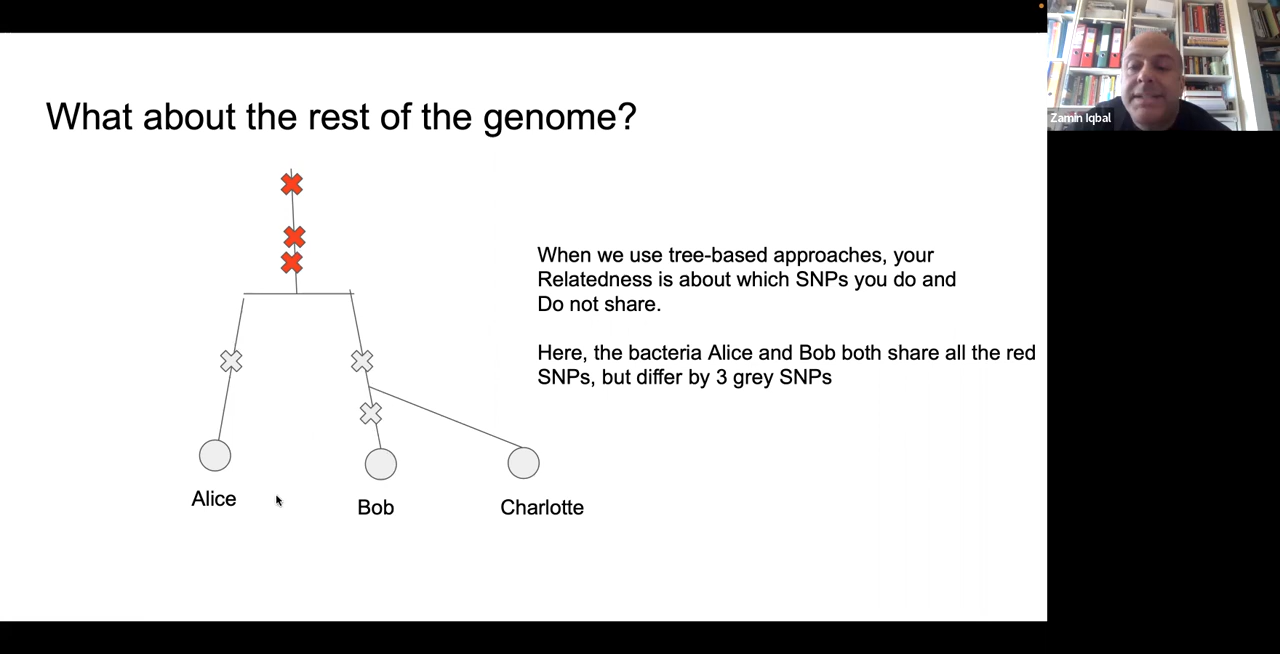 What about the rest of the genome?
Zamin Iqbal
When we use tree-based approaches, your
Relatedness is about which SNPs you do and
Do not share.
Here, the bacteria Alice and Bob both share all the red
SNPs, but differ by 3 grey SNPs
Alice
Bob
Charlotte